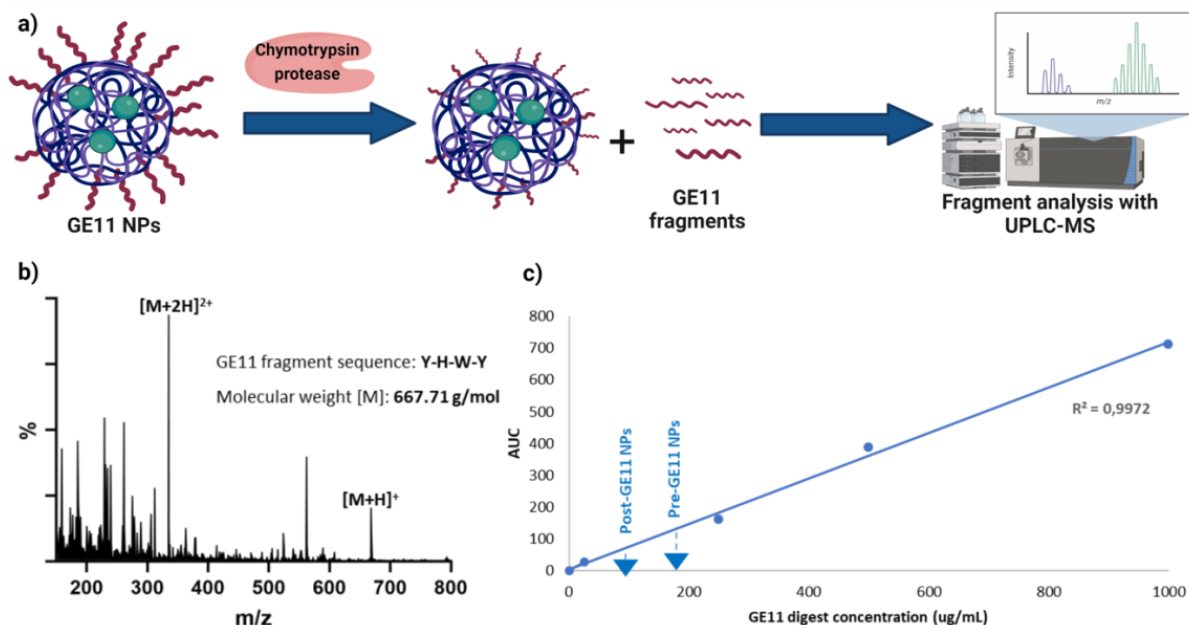 a)
Chymotrypsin
protease
GE11 NPs
+
GE11
fragments
Intensity
m/z
Fragment analysis with
UPLC-MS
b)
[M+2H]2+
GE11 fragment sequence: Y-H-W-Y
Molecular weight [M]: 667.71 g/mol
[M+H]+
%
200 300 400 500 600 700 800
m/z
c)
800
700
600
500
400
300
200
100
0
AUC
Post-GE11 NPs
Pre-GE11 NPs
R² = 0,9972
0 200 400 600 800 1000
GE11 digest concentration (ug/mL)